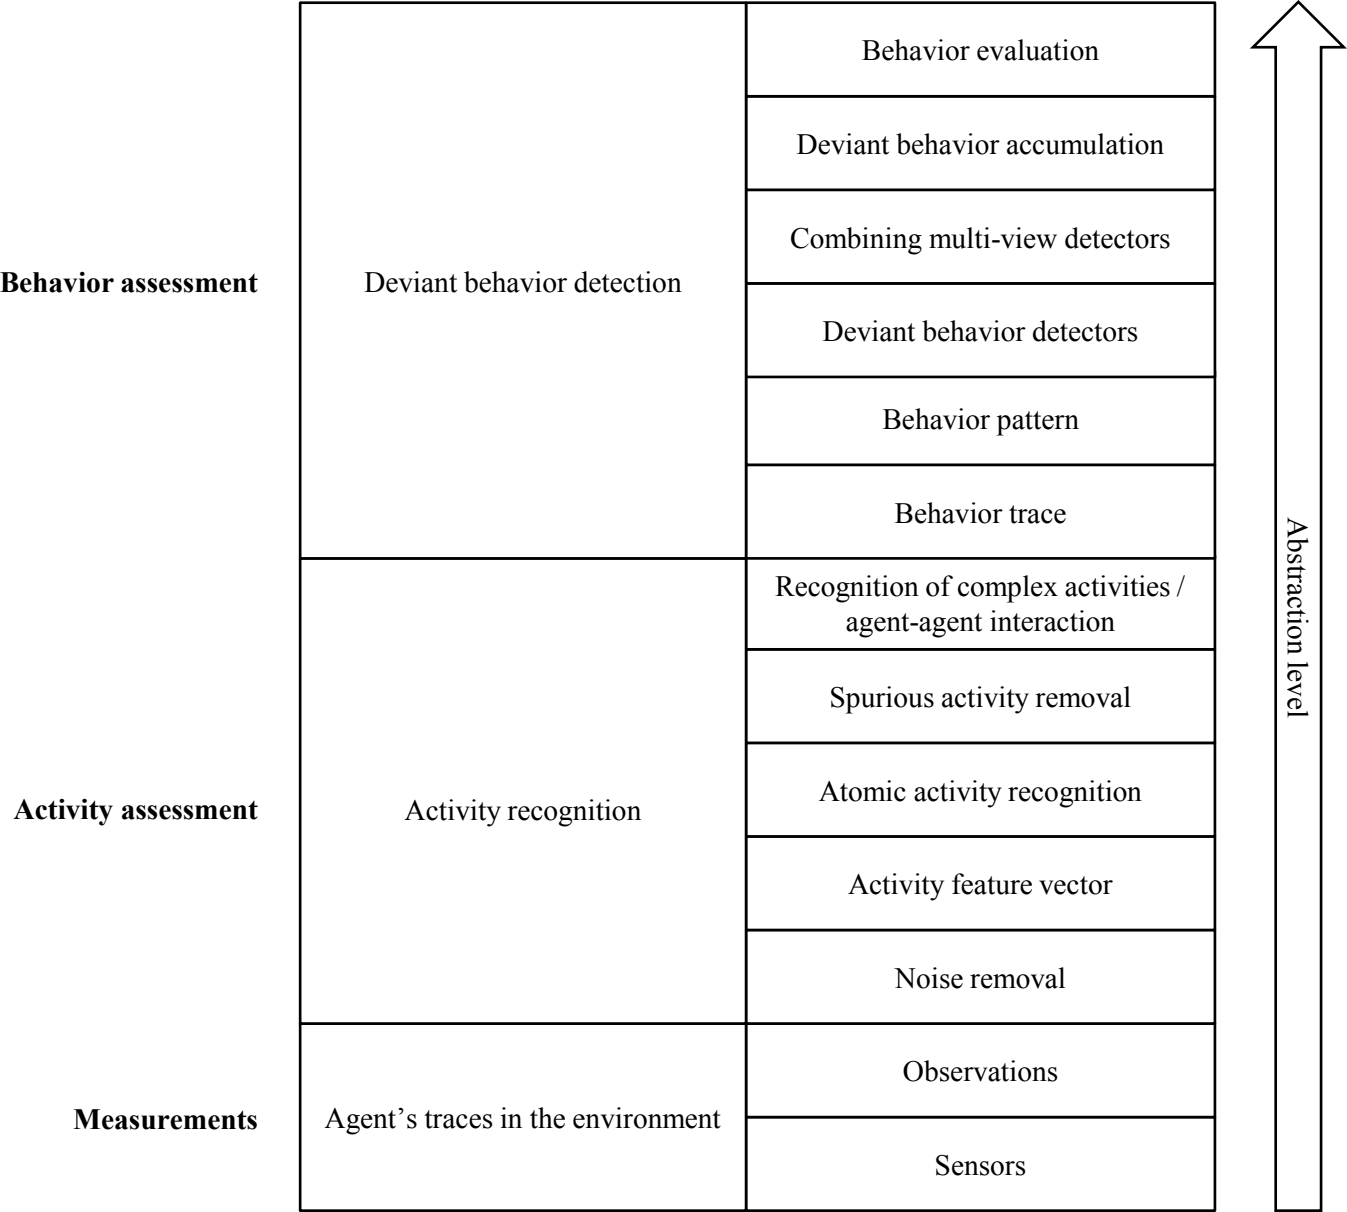 Behavior evaluation
Deviant behavior accumulation
Combining multi-view detectors
Behavior assessment
Deviant behavior detection
Deviant behavior detectors
Behavior pattern
Behavior trace
Recognition of complex activities /
agent-agent interaction
Abstraction level
Spurious activity removal
Atomic activity recognition
Activity assessment
Activity recognition
Activity feature vector
Noise removal
Observations
Measurements
Agent’s traces in the environment
Sensors